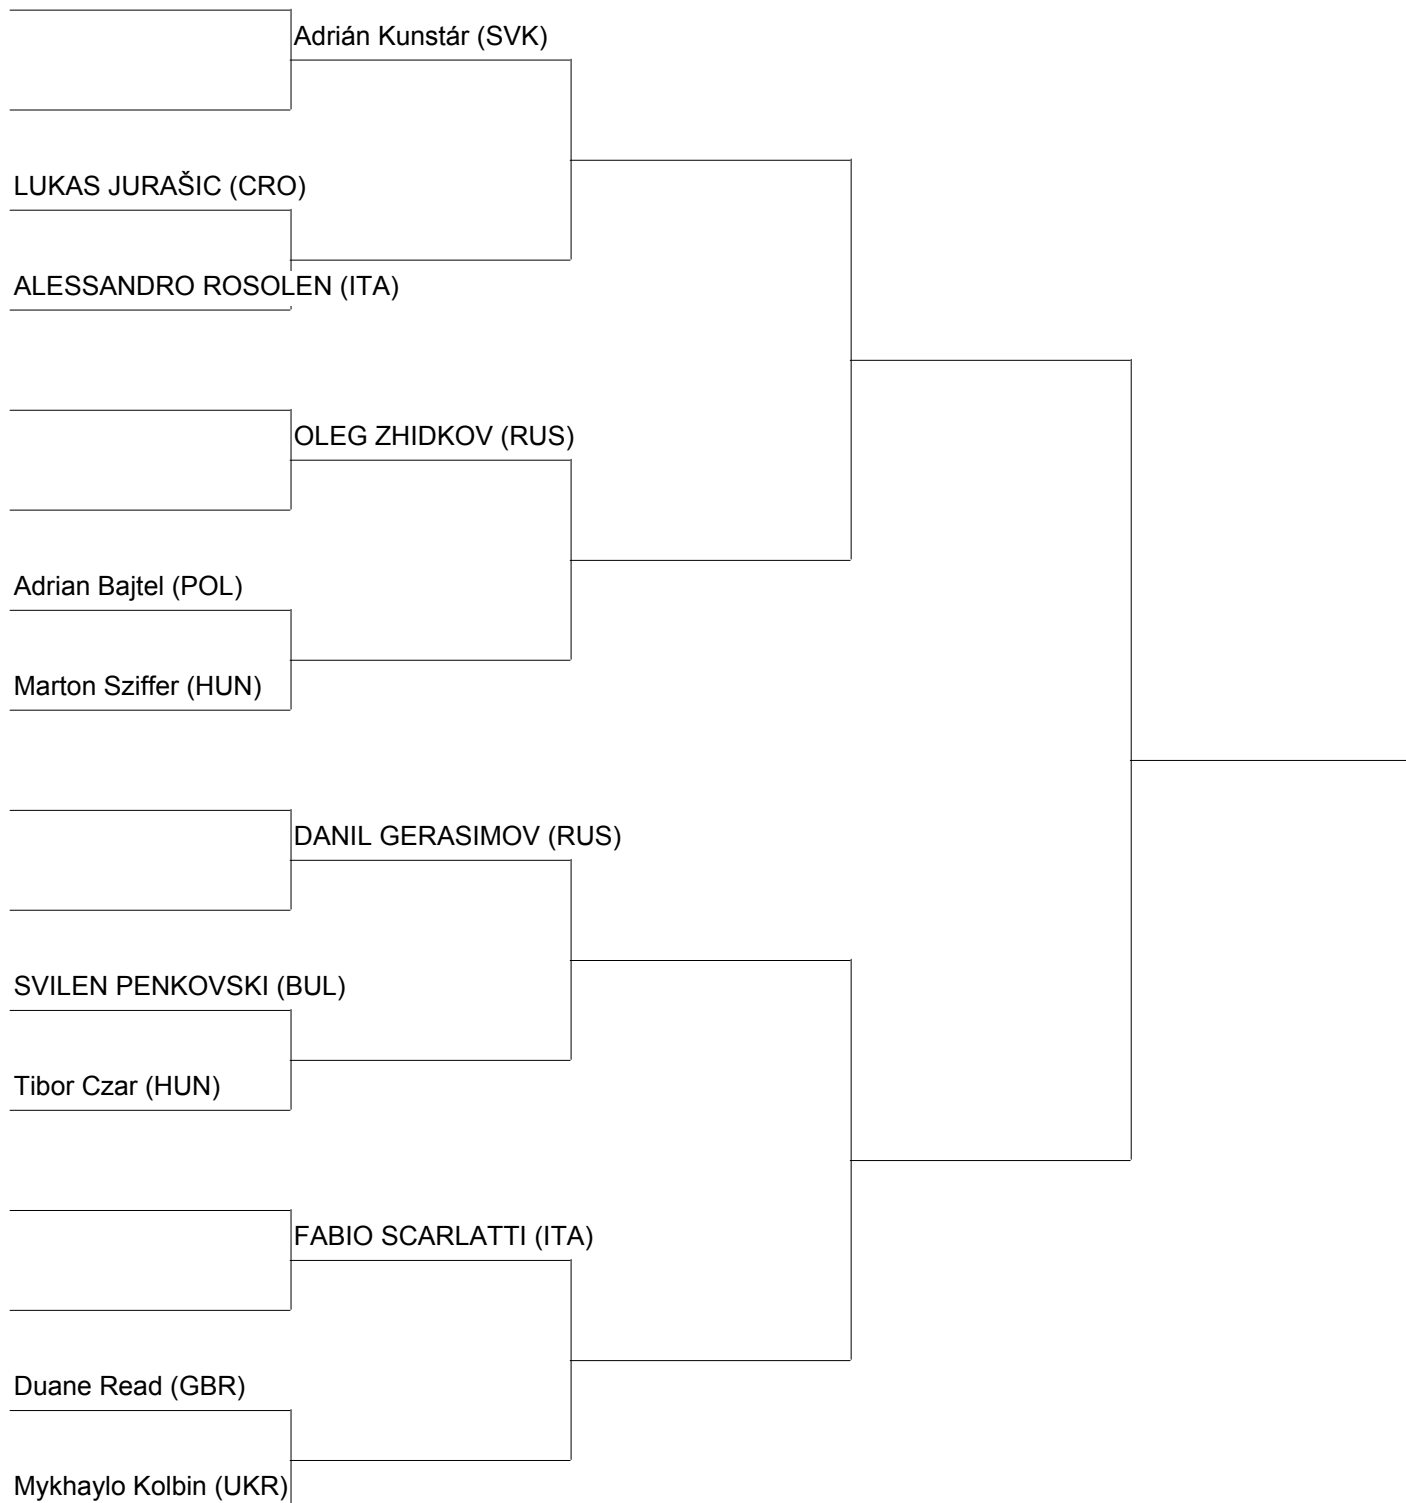 Adrián Kunstár (SVK)
LUKAS JURAŠIC (CRO)
ALESSANDRO ROSOLEN (ITA)
OLEG ZHIDKOV (RUS)
Adrian Bajtel (POL)
Marton Sziffer (HUN)
DANIL GERASIMOV (RUS)
SVILEN PENKOVSKI (BUL)
Tibor Czar (HUN)
FABIO SCARLATTI (ITA)
Duane Read (GBR)
Mykhaylo Kolbin (UKR)